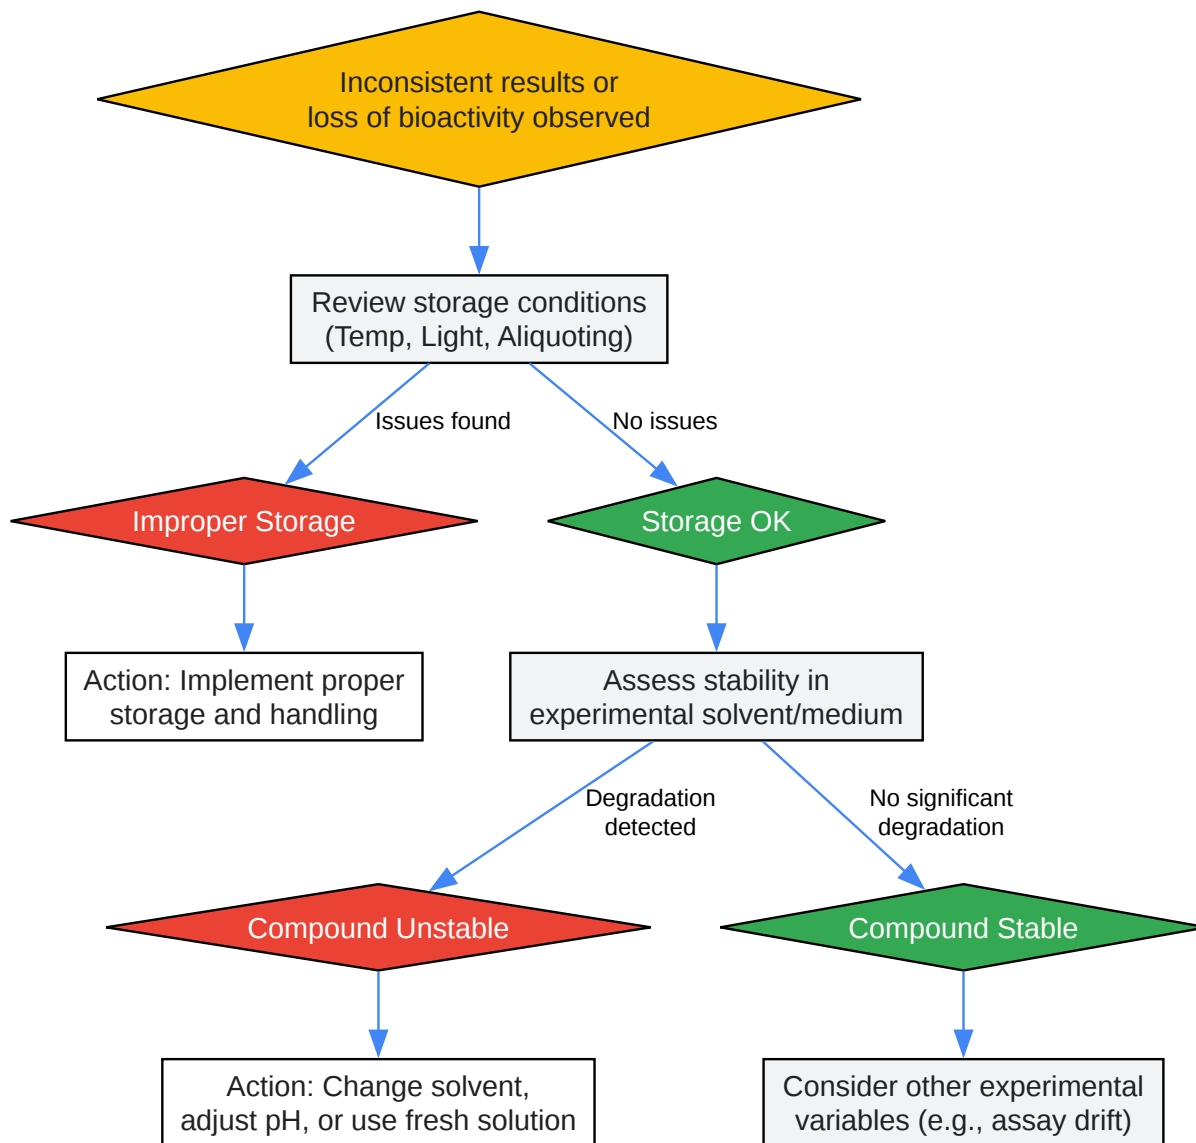 Inconsistent results or
loss of bioactivity observed
Review storage conditions
(Temp, Light, Aliquoting)
Issues found
No issues
Improper Storage
Storage OK
Action: Implement proper
storage and handling
Assess stability in
experimental solvent/medium
Degradation
detected
No significant
degradation
Compound Unstable
Compound Stable
Action: Change solvent,
adjust pH, or use fresh solution
Consider other experimental
variables (e.g., assay drift)